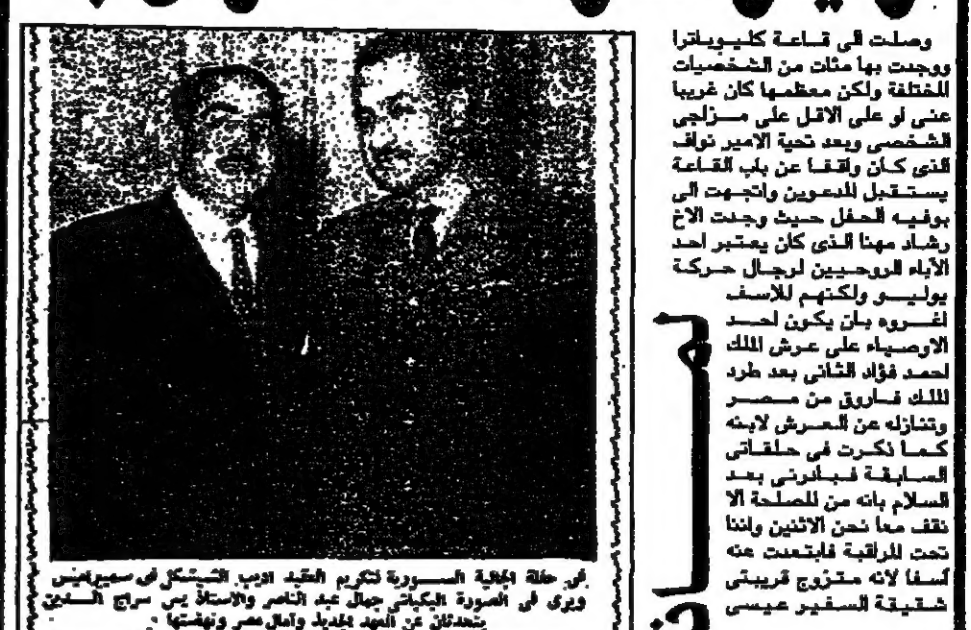 وصلت الى قاعة كليوباترا
ووجدت بها مئات من الشخصيات
المختلفة ولكن معظمها كان غريبا
عنى او على الاقل على مزاجى
الشخصى وبعد تحية الامير نواف
الذى كان واقفا عن باب القاعة
يستقبل المدعوين واتجهت الى
بوفيه الحفل حيث وجدت الاخ
رشاد مهنا الذى كان يعتبر احد
الآباء الروحيين لرجال حركة
يوليو ولكنهم للاسف
اغروه بان يكون احد
الاوصياء على عرش الملك
احمد فؤاد الثانى بعد طرد
الملك فاروق من مصر
وتنازله عن العرش لابنه
كما ذكرت فى حلقاتى
السابقة فبادرنى بعد
السلام بانه من المصلحة الا
نقف معا نحن الاثنين واننا
تحت المراقبة فابتعدت عنه
آسفا لانه متزوج قريبتى
شقيقة السفير عيسى
فى حفلة الجالية السورية لتكريم العقيد اديب الشيشكلى فى سميراميس
ويرى فى الصورة البكباشى جمال عبد الناصر والاستاذ يس سراج الدين
يتحدثان عن العهد الجديد وآمال مصر ونهضتها